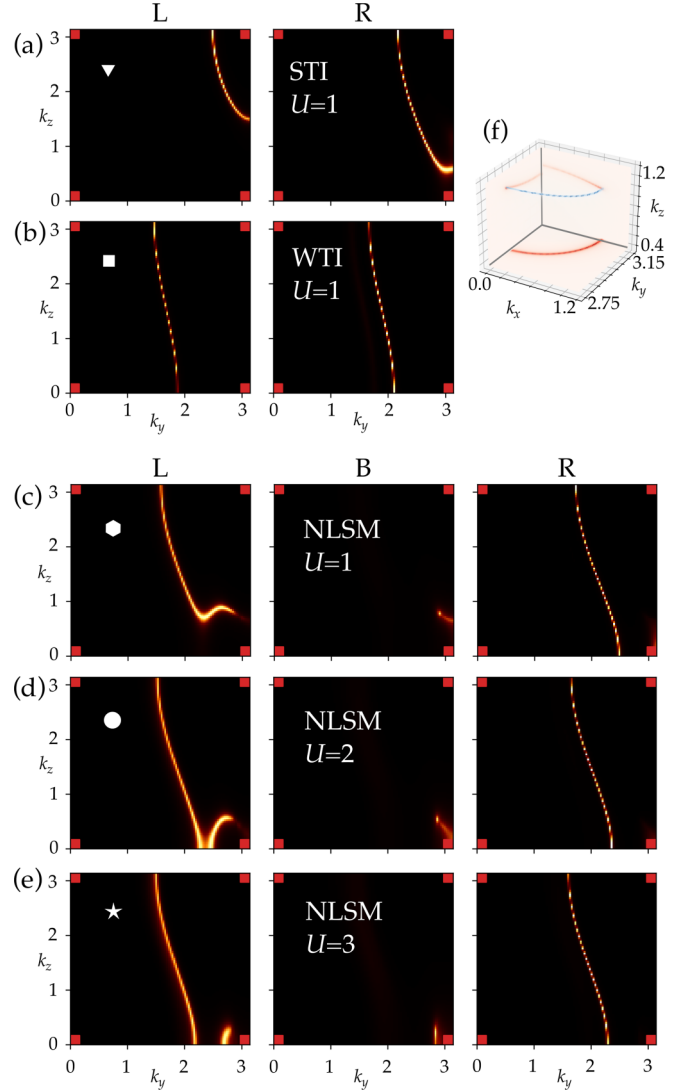 L R
(a)
3
2
k_z
1
0
STI
U=1
(f)
1.2
k_z
0.4
3.15
k_y
2.75
0.0
k_x
1.2
(b)
3
2
k_z
1
0
WTI
U=1
0 1 2 3
k_y
0 1 2 3
k_y
L B R
(c)
3
2
k_z
1
0
NLSM
U=1
(d)
3
2
k_z
1
0
NLSM
U=2
(e)
3
2
k_z
1
0
NLSM
U=3
0 1 2 3
k_y
0 1 2 3
k_y
0 1 2 3
k_y